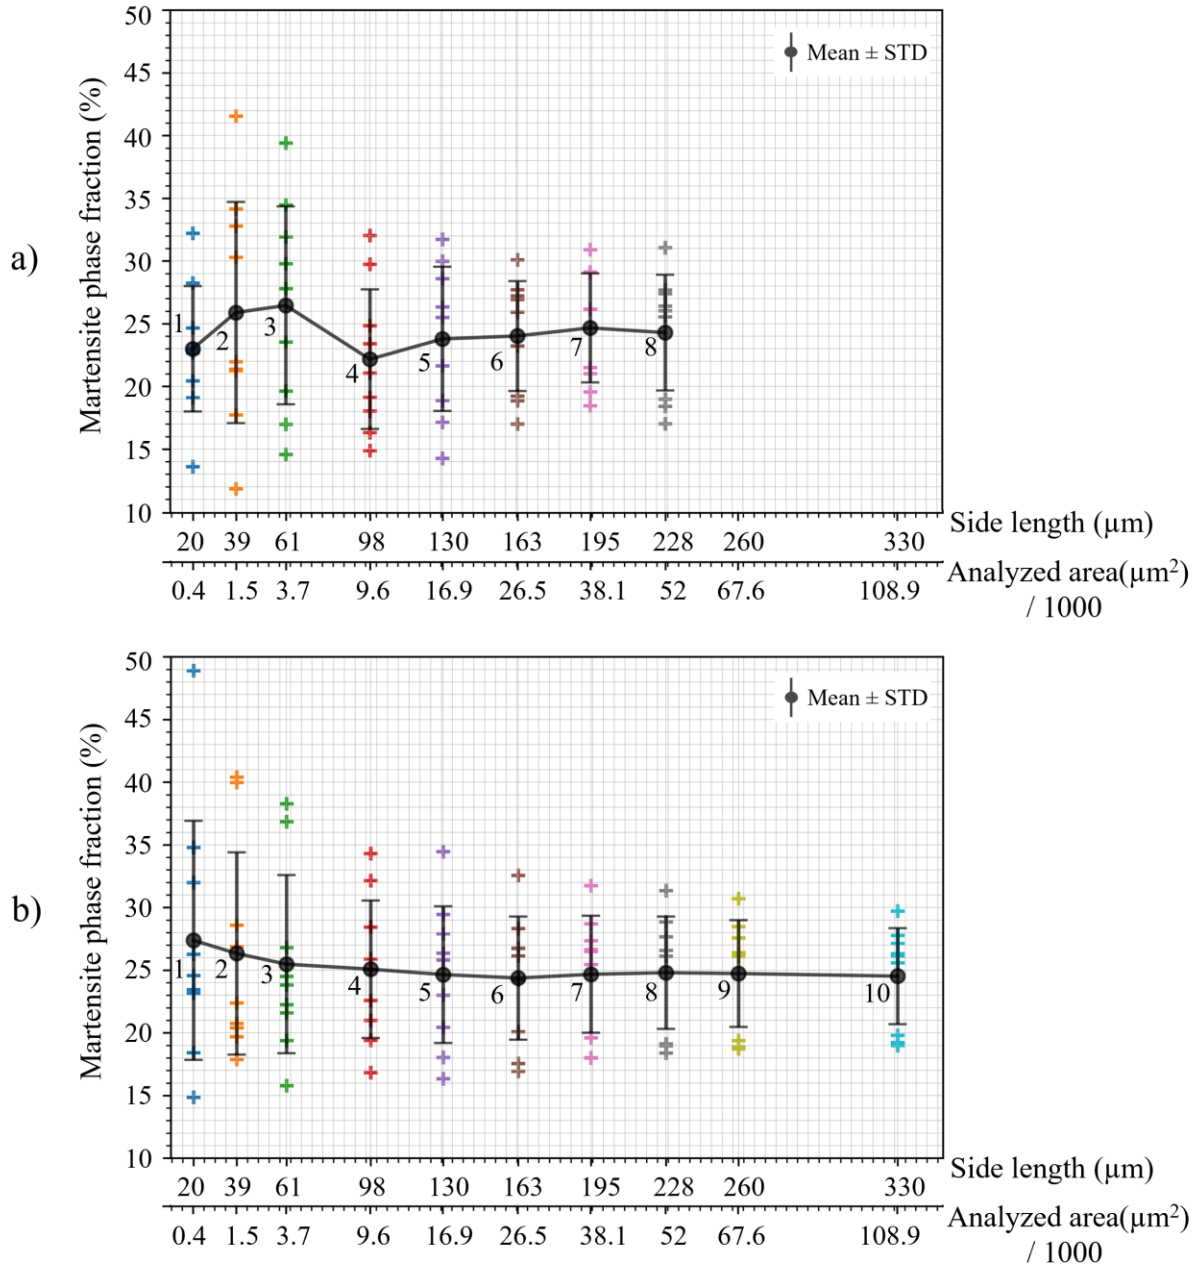 a)
Martensite phase fraction (%)
50
45
40
35
30
25
20
15
10
Mean ± STD
1
2
3
4
5
6
7
8
20 39 61 98 130 163 195 228 260 330
Side length (µm)
0.4 1.5 3.7 9.6 16.9 26.5 38.1 52 67.6 108.9
Analyzed area(µm²)
/ 1000
b)
Martensite phase fraction (%)
50
45
40
35
30
25
20
15
10
Mean ± STD
1
2
3
4
5
6
7
8
9
10
20 39 61 98 130 163 195 228 260 330
Side length (µm)
0.4 1.5 3.7 9.6 16.9 26.5 38.1 52 67.6 108.9
Analyzed area(µm²)
/ 1000